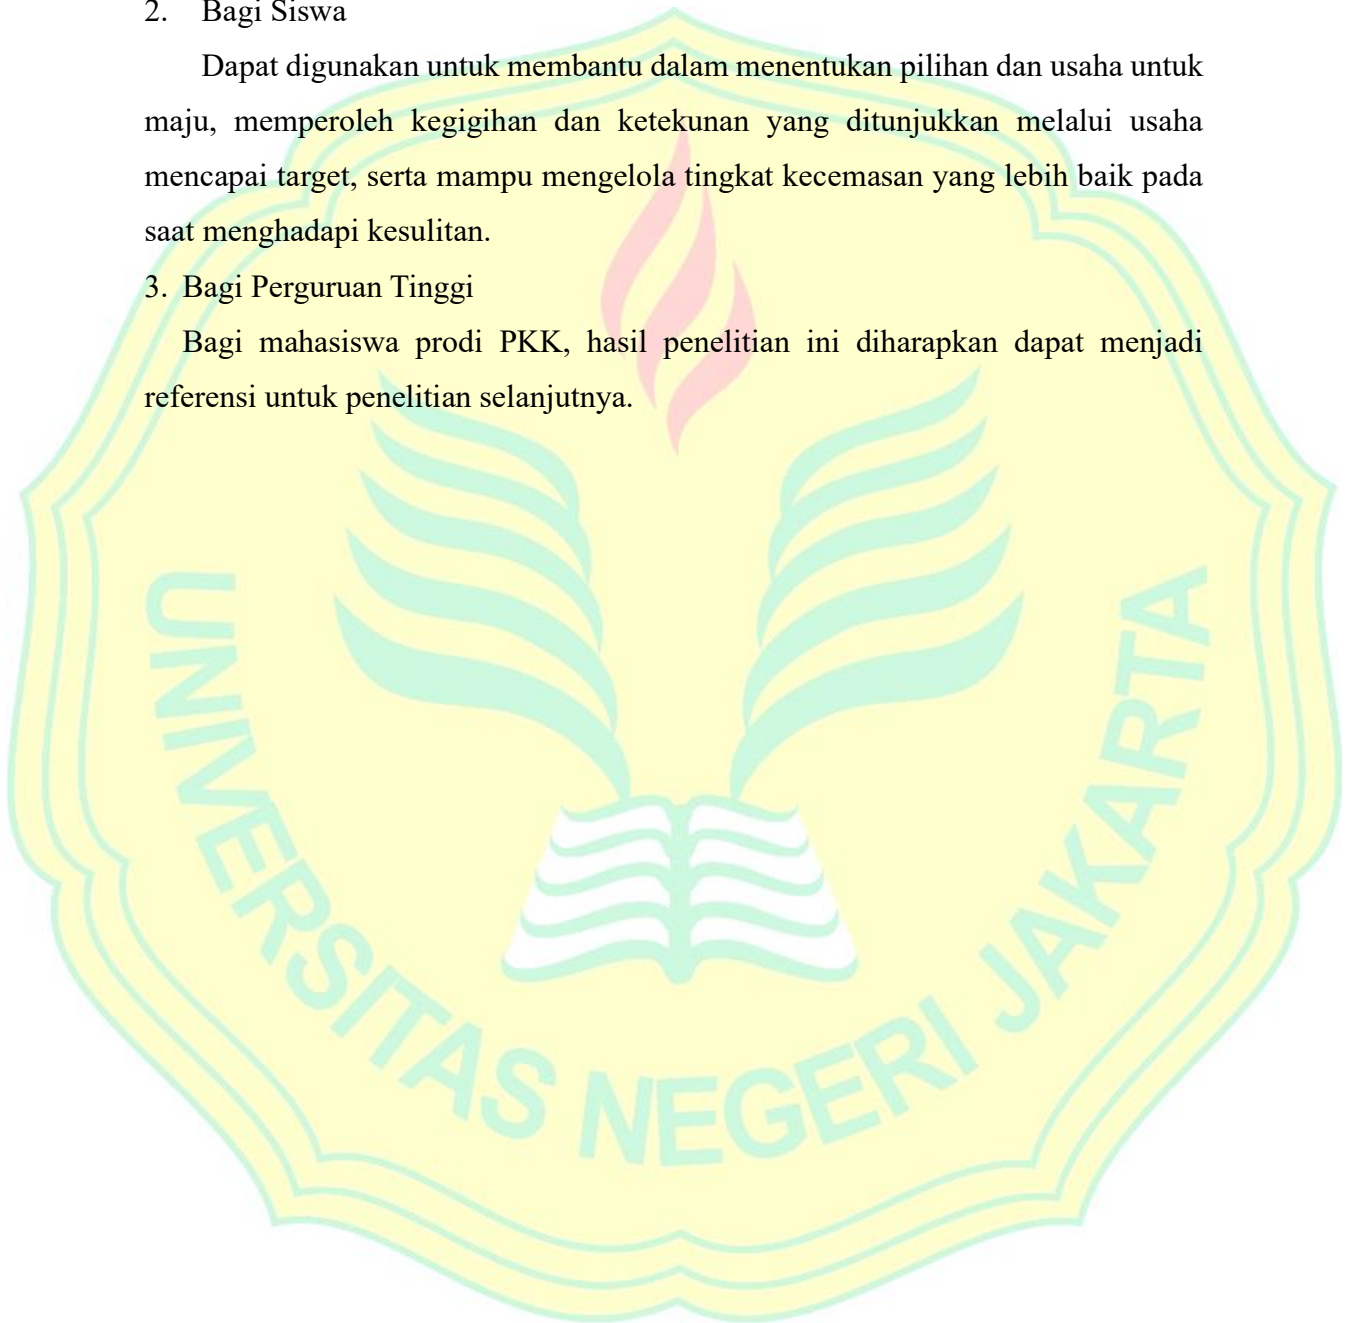 2. Bagi Siswa
Dapat digunakan untuk membantu dalam menentukan pilihan dan usaha untuk
maju, memperoleh kegigihan dan ketekunan yang ditunjukkan melalui usaha
mencapai target, serta mampu mengelola tingkat kecemasan yang lebih baik pada
saat menghadapi kesulitan.
3. Bagi Perguruan Tinggi
Bagi mahasiswa prodi PKK, hasil penelitian ini diharapkan dapat menjadi
referensi untuk penelitian selanjutnya.
UNIVERSITAS NEGERI JAKARTA